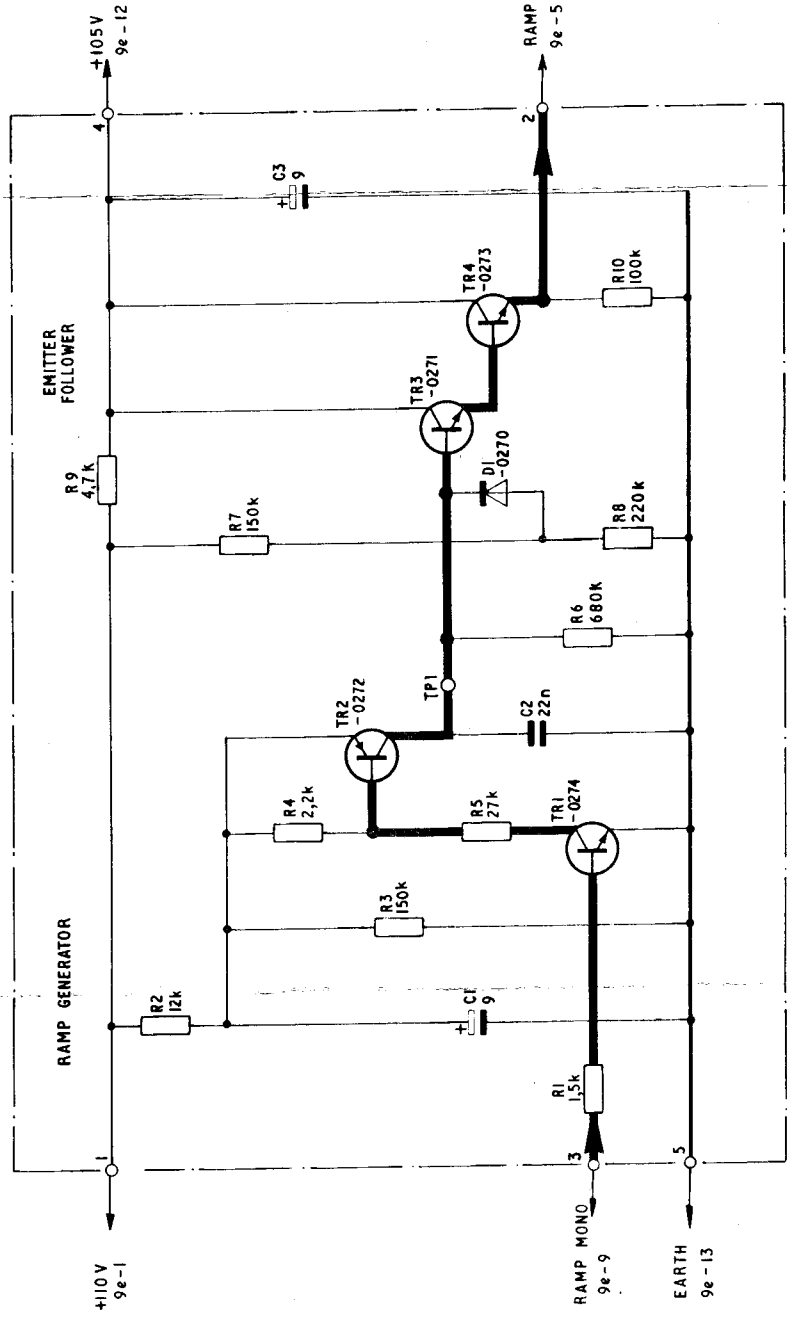 +110V
9e-1
1
RAMP GENERATOR
EMITTER
FOLLOWER
4
+105V
9e-12
R2
12k
R9
4,7k
R7
150k
C3
+
9
R3
150k
R4
2,2k
TR2
-0272
TR3
-0271
TR4
-0273
C1
+
9
R5
27k
TP1
D1
-0270
2
RAMP
9e-5
R1
1,5k
TR1
-0274
C2
22n
R6
680K
R8
220k
R10
100k
3
RAMP MONO
9e-9
5
EARTH
9e-13